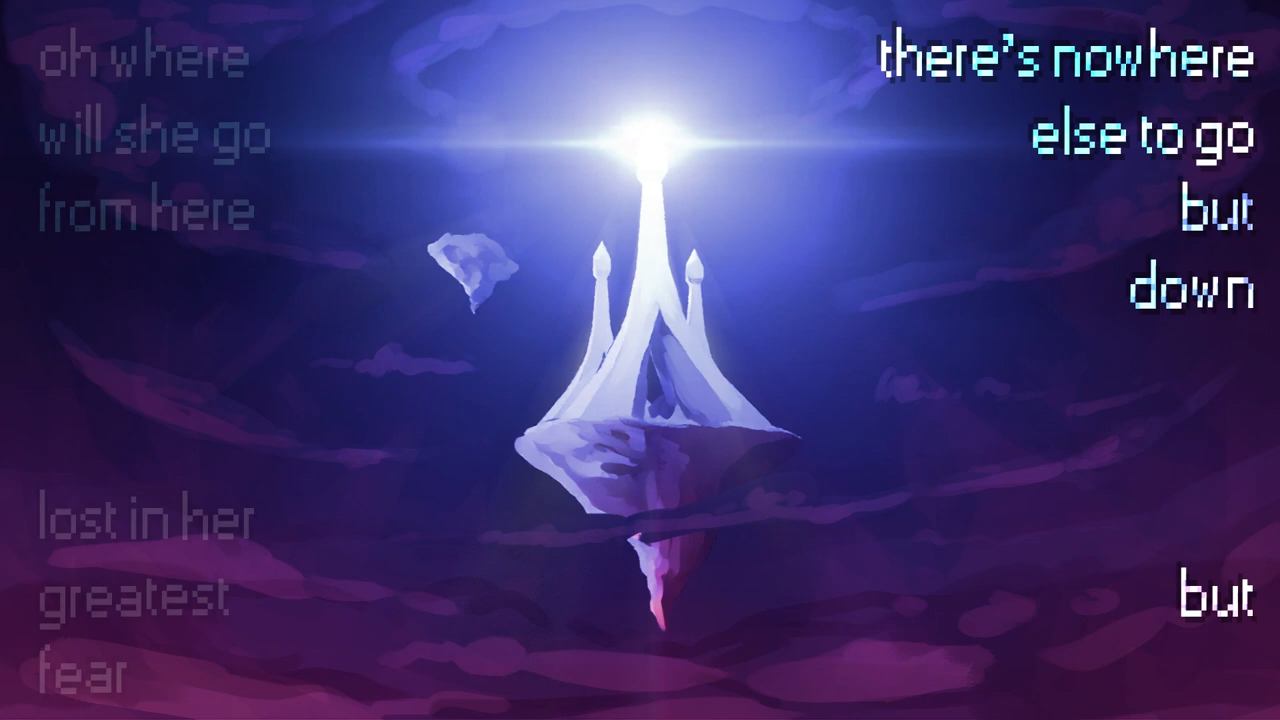 oh where
will she go
from here
lost in her
greatest
fear
there's nowhere
else to go
but
down
but